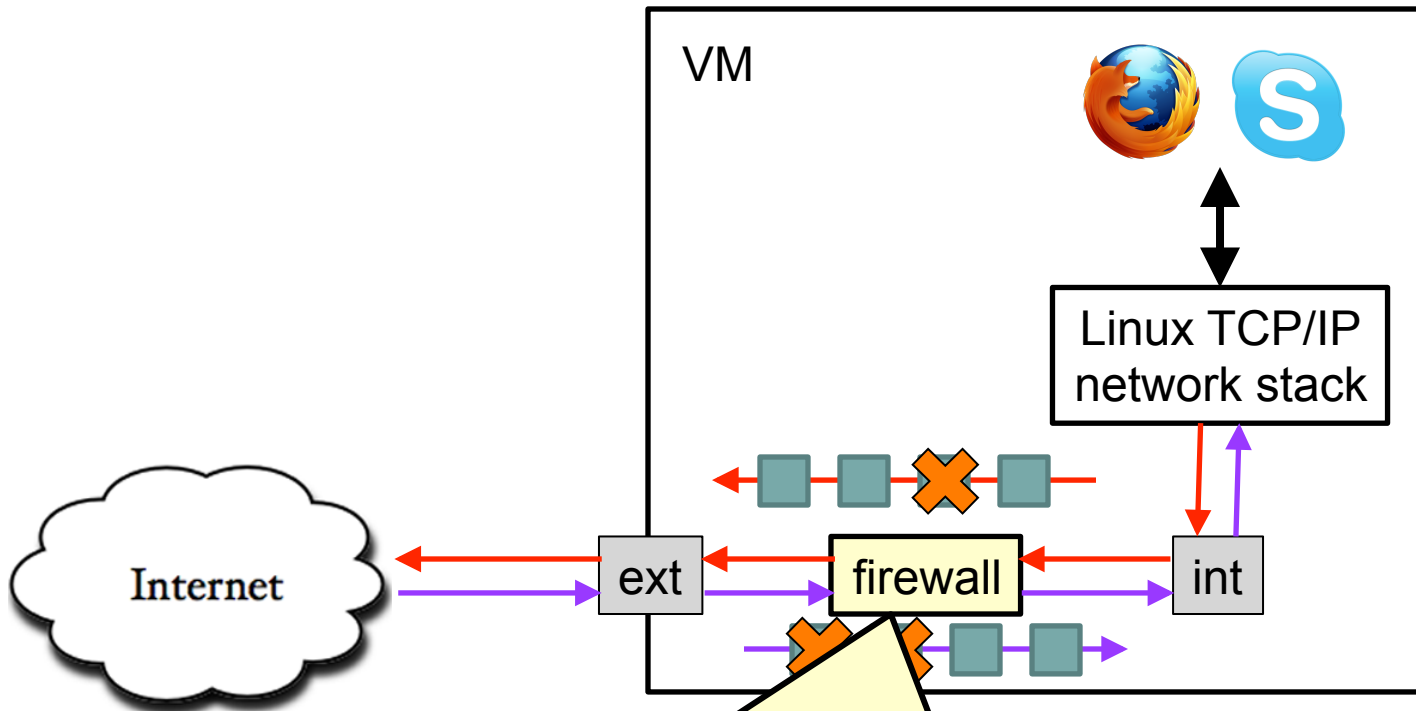 VM
S
Linux TCP/IP
network stack
Internet
ext
firewall
int